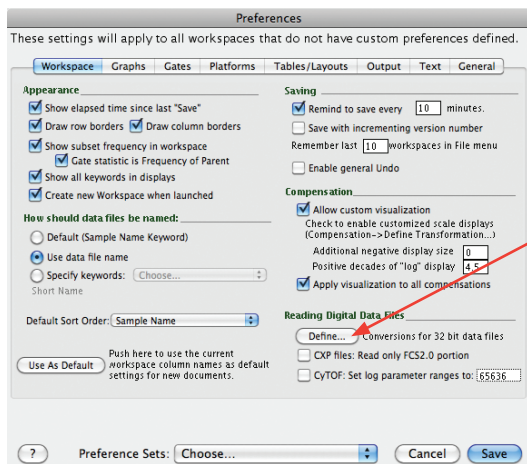 Preferences
These settings will apply to all workspaces that do not have custom preferences defined.
Workspace Graphs Gates Platforms Tables/Layouts Output Text General
Appearance
Show elapsed time since last "Save"
Draw row borders Draw column borders
Show subset frequency in workspace
Gate statistic is Frequency of Parent
Show all keywords in displays
Create new Workspace when launched
How should data files be named:
Default (Sample Name Keyword)
Use data file name
Specify keywords: Choose...
Short Name
Default Sort Order: Sample Name
Use As Default
Push here to use the current
workspace column names as default
settings for new documents.
Saving
Remind to save every 10 minutes.
Save with incrementing version number
Remember last 10 workspaces in File menu
Enable general Undo
Compensation
Allow custom visualization
Check to enable customized scale displays
(Compensation->Define Transformation...)
Additional negative display size 0
Positive decades of "log" display 4.5
Apply visualization to all compensations
Reading Digital Data Files
Define... Conversions for 32 bit data files
CXP files: Read only FCS2.0 portion
CyTOF: Set log parameter ranges to: 65636
? Preference Sets: Choose... Cancel Save